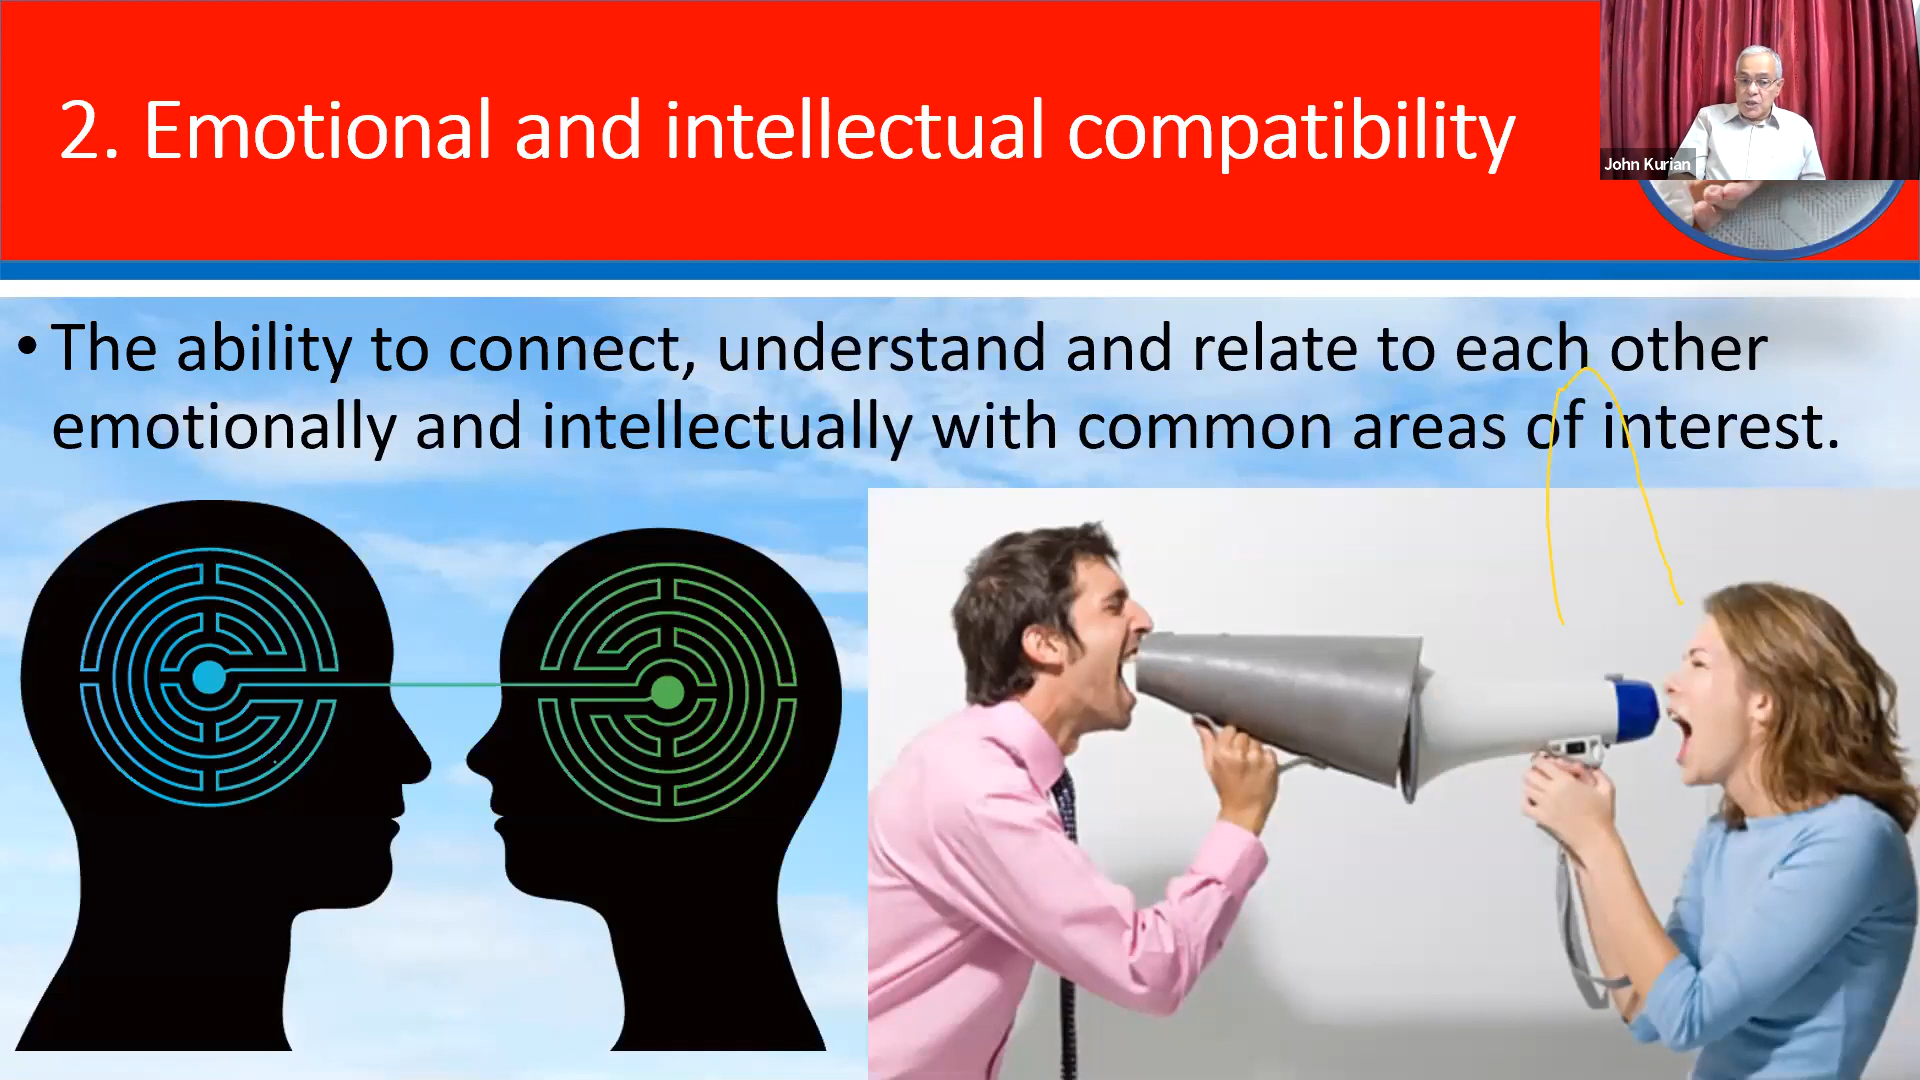 2. Emotional and intellectual compatibility
John Kurian
• The ability to connect, understand and relate to each other
emotionally and intellectually with common areas of interest.